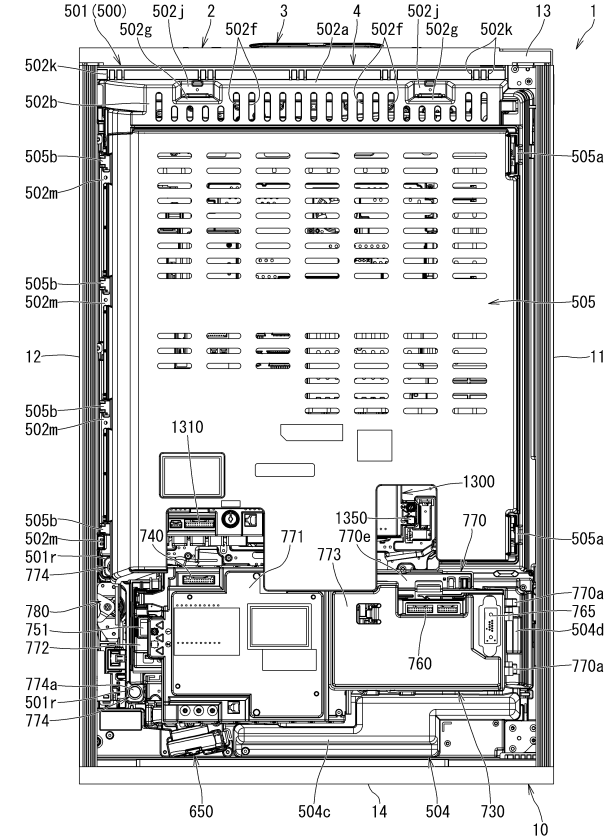 501(500) 2 3 4 13 1
502j 502f 502a 502f 502j
502g 502g
502k 502k
502b
505b 505a
502m
505b
502m 505
12 11
505b
502m
1310 1300
505b 1350
502m 740 771 770e 770 505a
501r 773
774
780 770a
751 765
772 504d
760
774a 770a
501r
774
650 504c 14 504 730 10